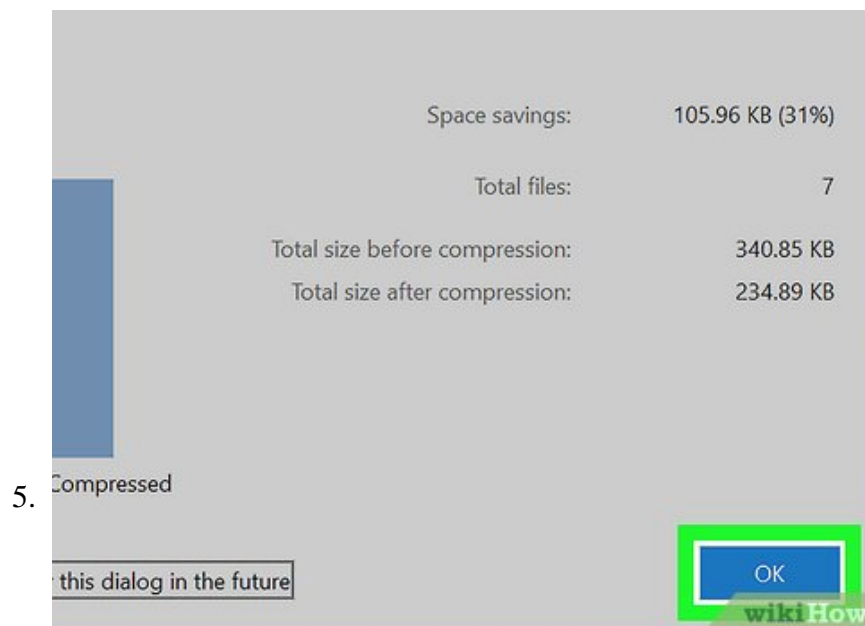 Space savings: 105.96 KB (31%)
Total files: 7
Total size before compression: 340.85 KB
Total size after compression: 234.89 KB
5. Compressed
this dialog in the future
OK
wikiHow